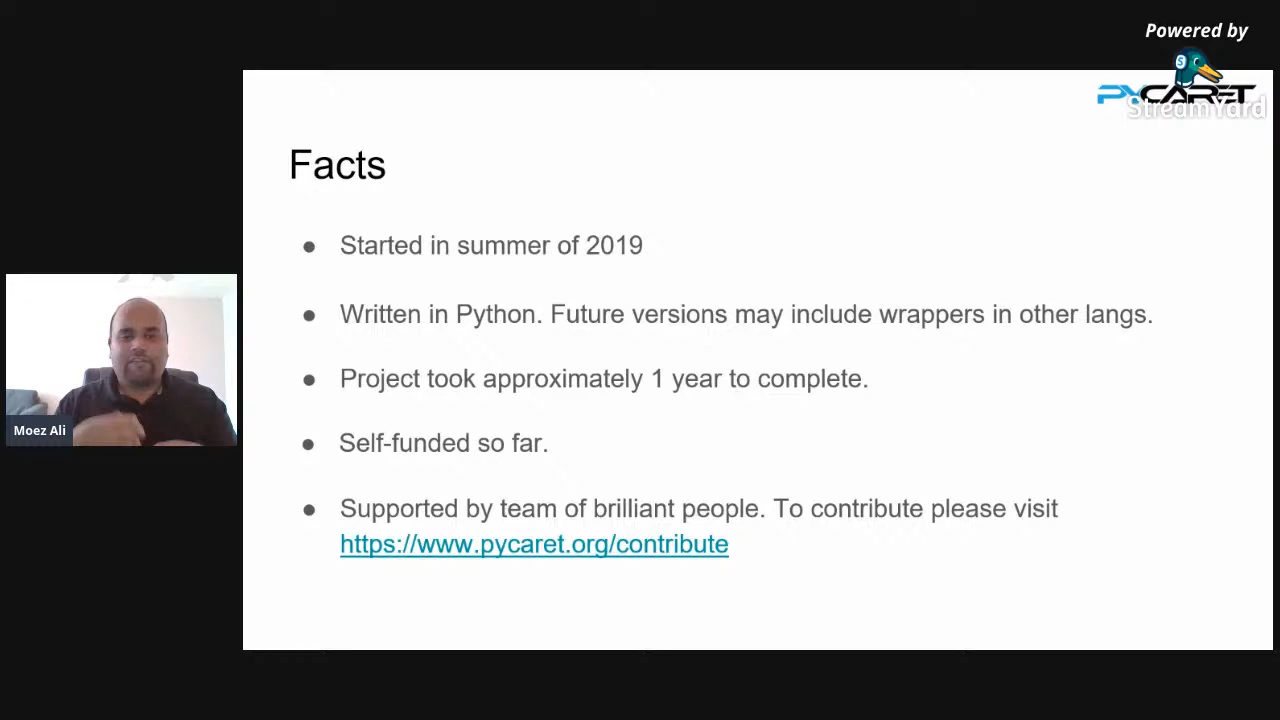 Powered by
PYCARET
StreamYard
Facts
● Started in summer of 2019
● Written in Python. Future versions may include wrappers in other langs.
● Project took approximately 1 year to complete.
● Self-funded so far.
● Supported by team of brilliant people. To contribute please visit
https://www.pycaret.org/contribute
Moez Ali